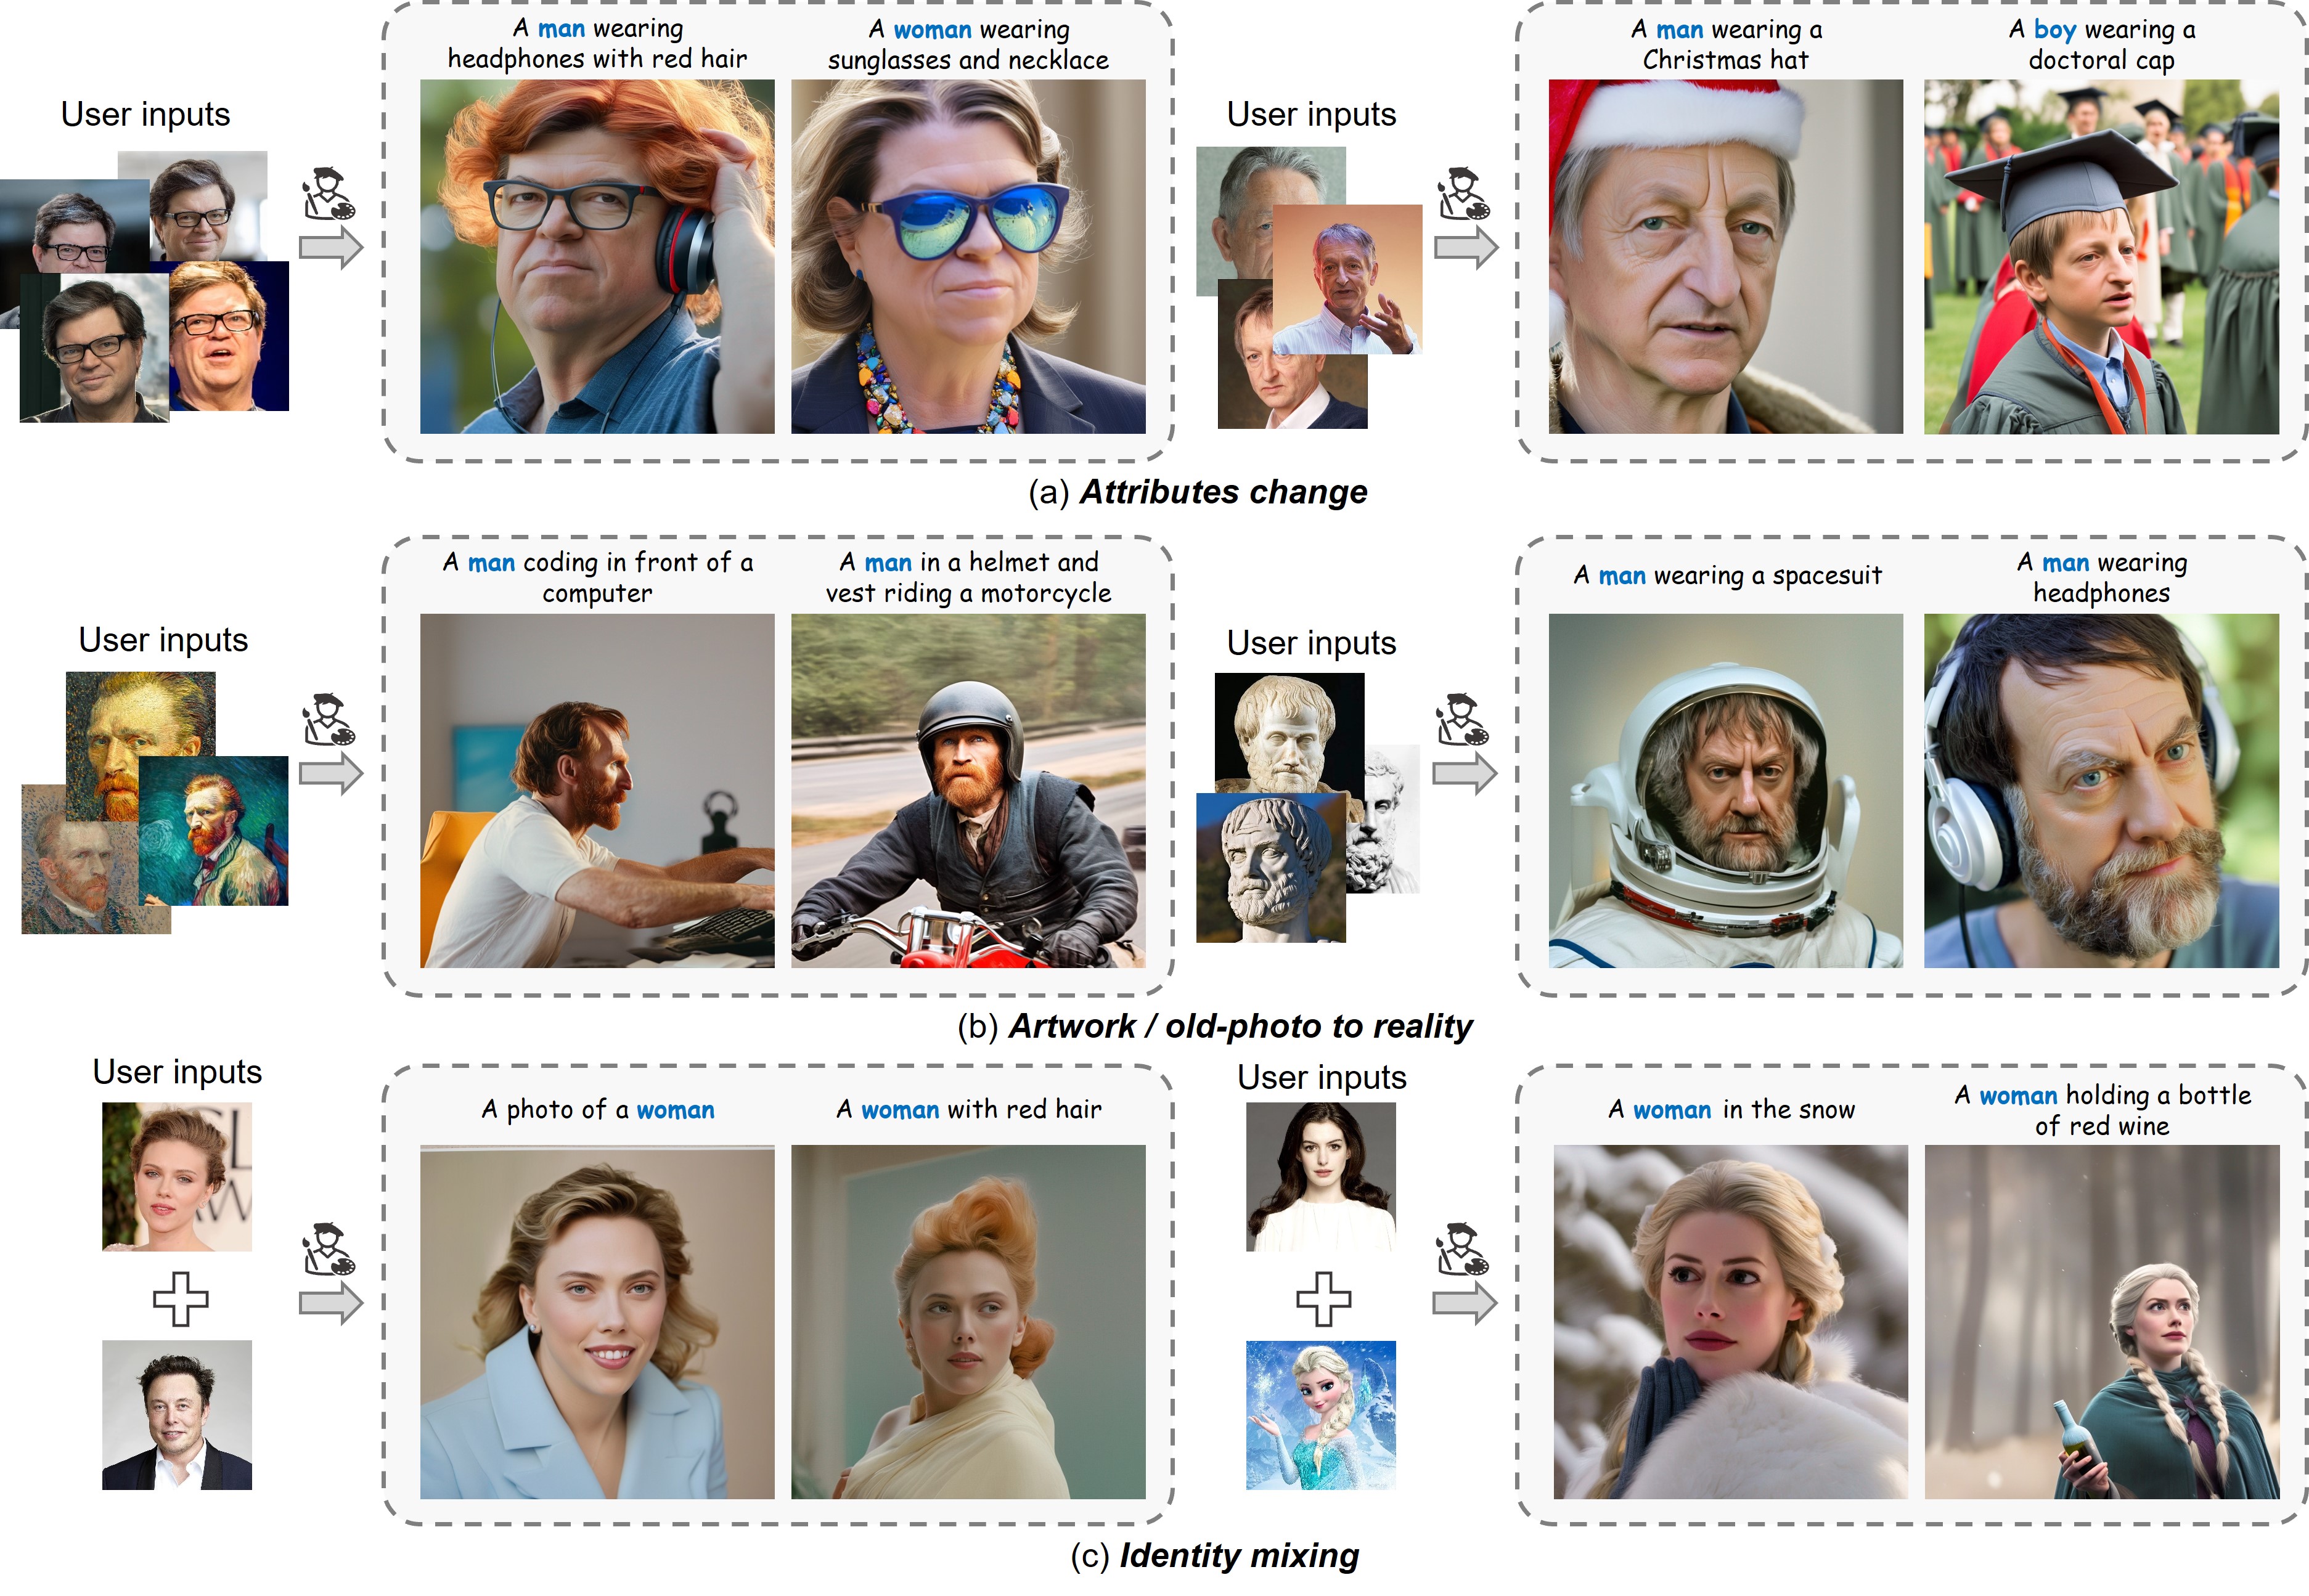 A man wearing
headphones with red hair
A woman wearing
sunglasses and necklace
User inputs
User inputs
A man wearing a
Christmas hat
A boy wearing a
doctoral cap
(a) Attributes change
A man coding in front of a
computer
A man in a helmet and
vest riding a motorcycle
User inputs
User inputs
A man wearing a spacesuit
A man wearing
headphones
(b) Artwork / old-photo to reality
User inputs
A photo of a woman
A woman with red hair
User inputs
A woman in the snow
A woman holding a bottle
of red wine
(c) Identity mixing